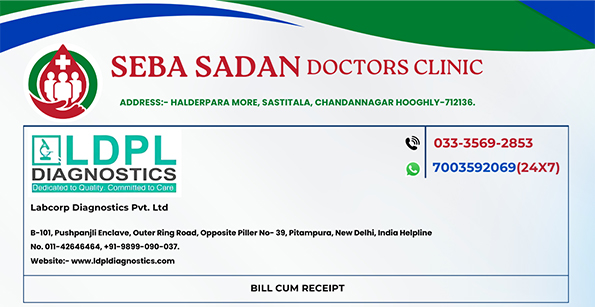 SEBA SADAN DOCTORS CLINIC
ADDRESS:- HALDERPARA MORE, SASTITALA, CHANDANNAGAR HOOGHLY-712136.
LDPL
DIAGNOSTICS
Dedicated to Quality. Committed to Care.
033-3569-2853
7003592069(24X7)
Labcorp Diagnostics Pvt. Ltd
B-101, Pushpanjli Enclave, Outer Ring Road, Opposite Piller No- 39, Pitampura, New Delhi, India Helpline
No. 011-42646464, +91-9899-090-037.
Website:- www.ldpldiagnostics.com
BILL CUM RECEIPT